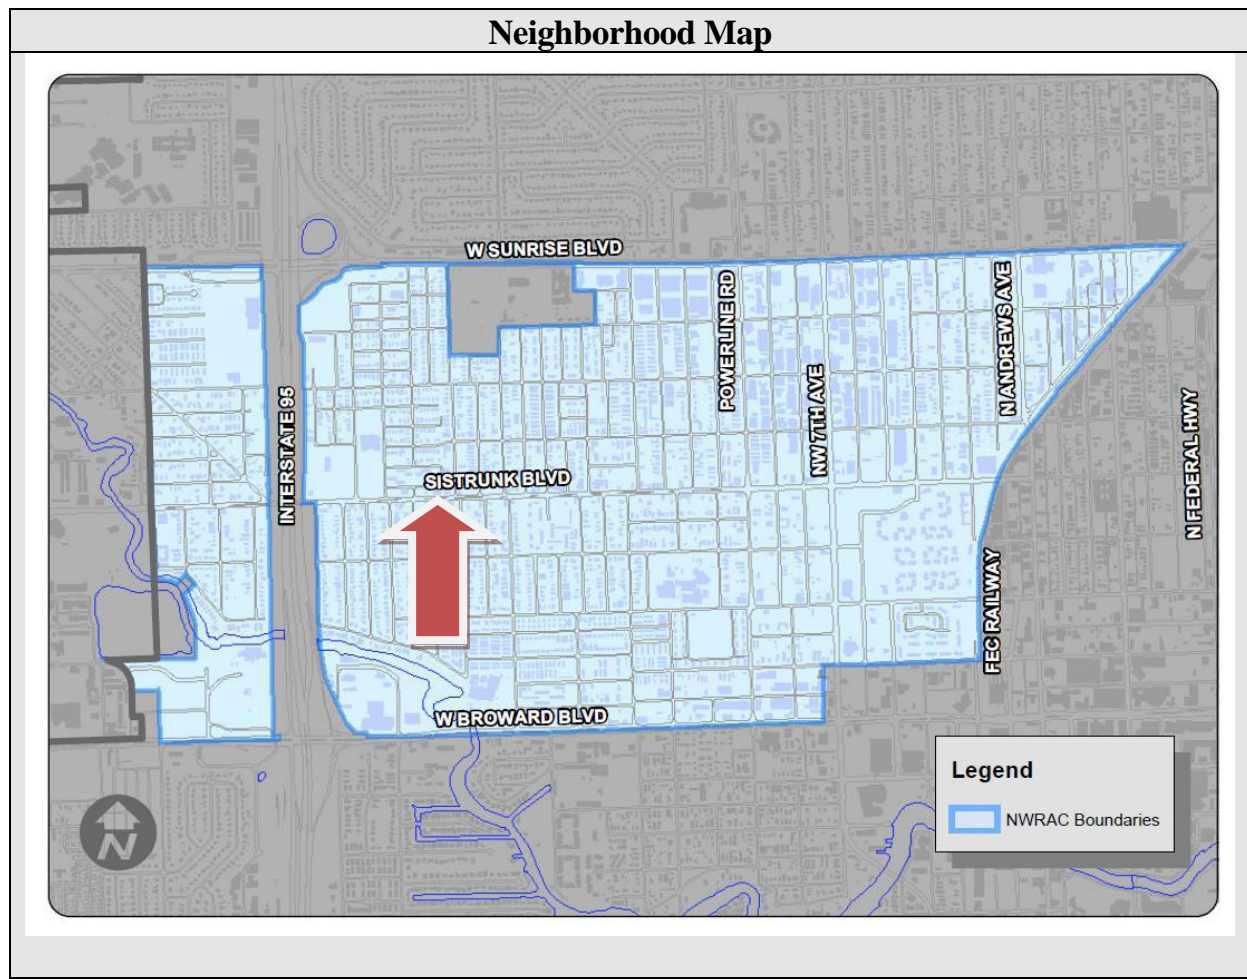 Neighborhood Map
W SUNRISE BLVD
POWERLINE RD
N ANDREWS AVE
NW 7TH AVE
INTERSTATE 95
N FEDERAL HWY
SISTRUNK BLVD
FEC RAILWAY
W BROWARD BLVD
Legend
NWRAC Boundaries
N